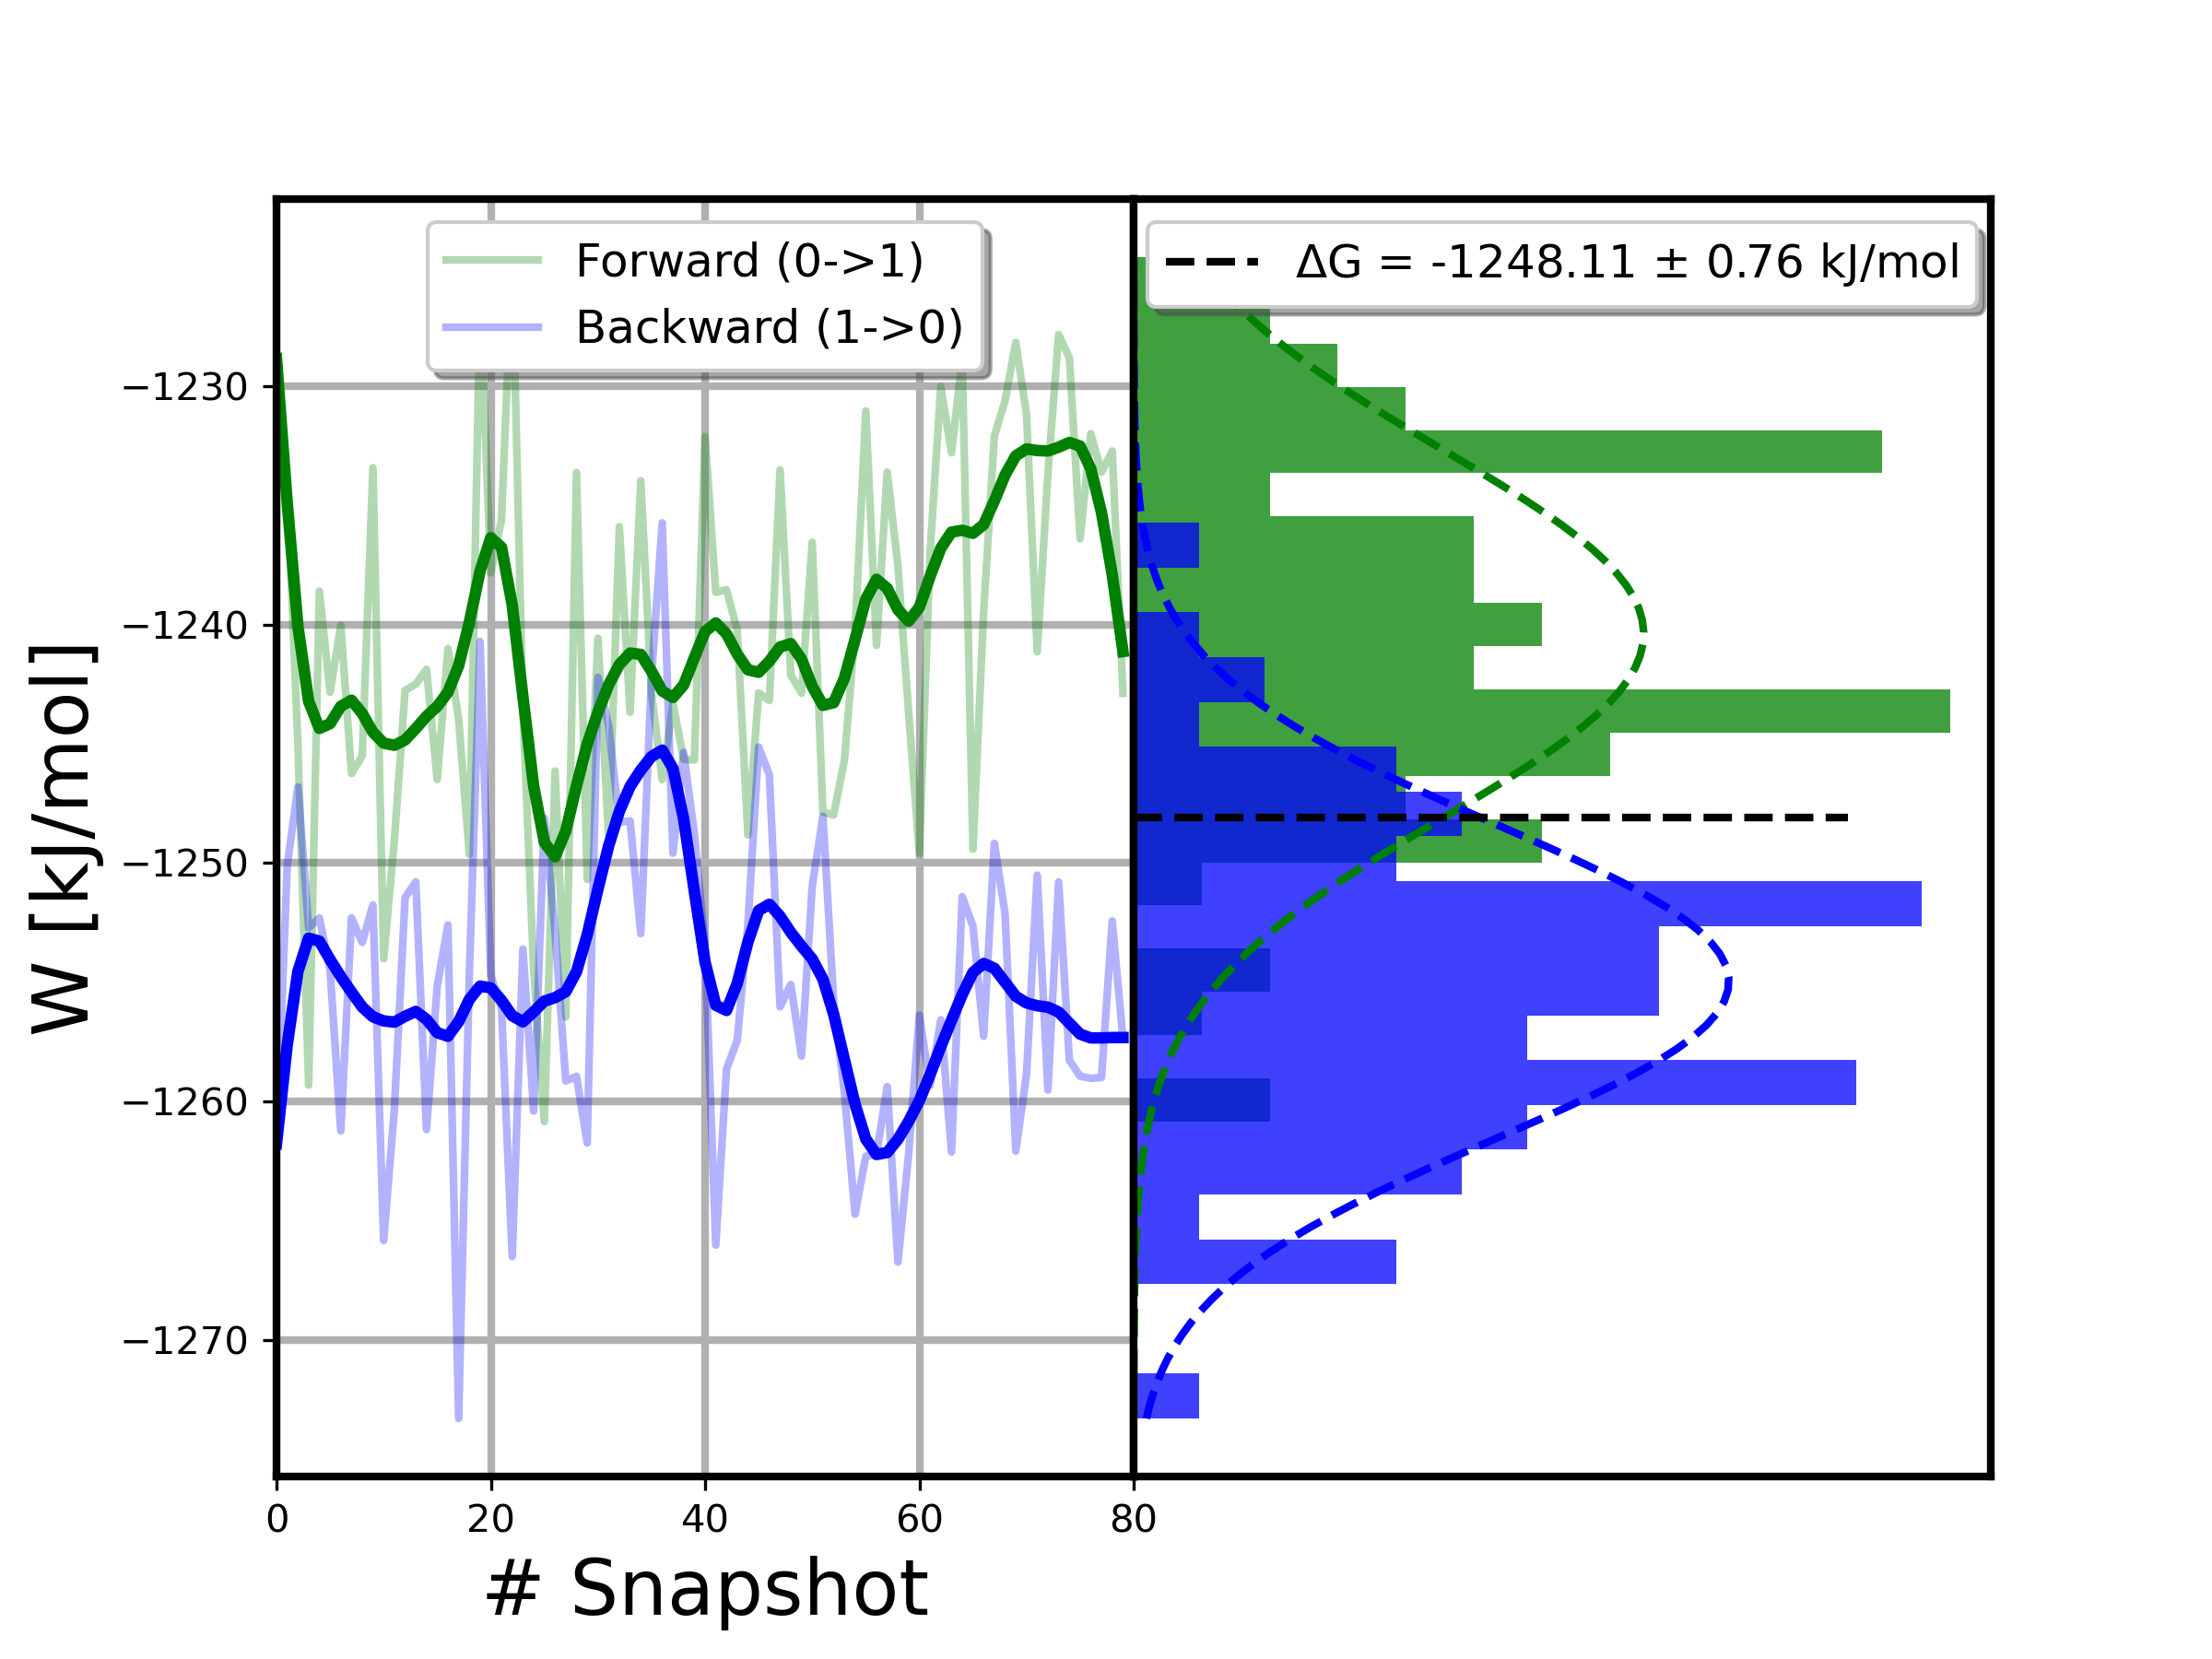 Forward (0->1)
Backward (1->0)
ΔG = -1248.11 ± 0.76 kJ/mol
W [kJ/mol]
−1230
−1240
−1250
−1260
−1270
0 20 40 60 80
# Snapshot